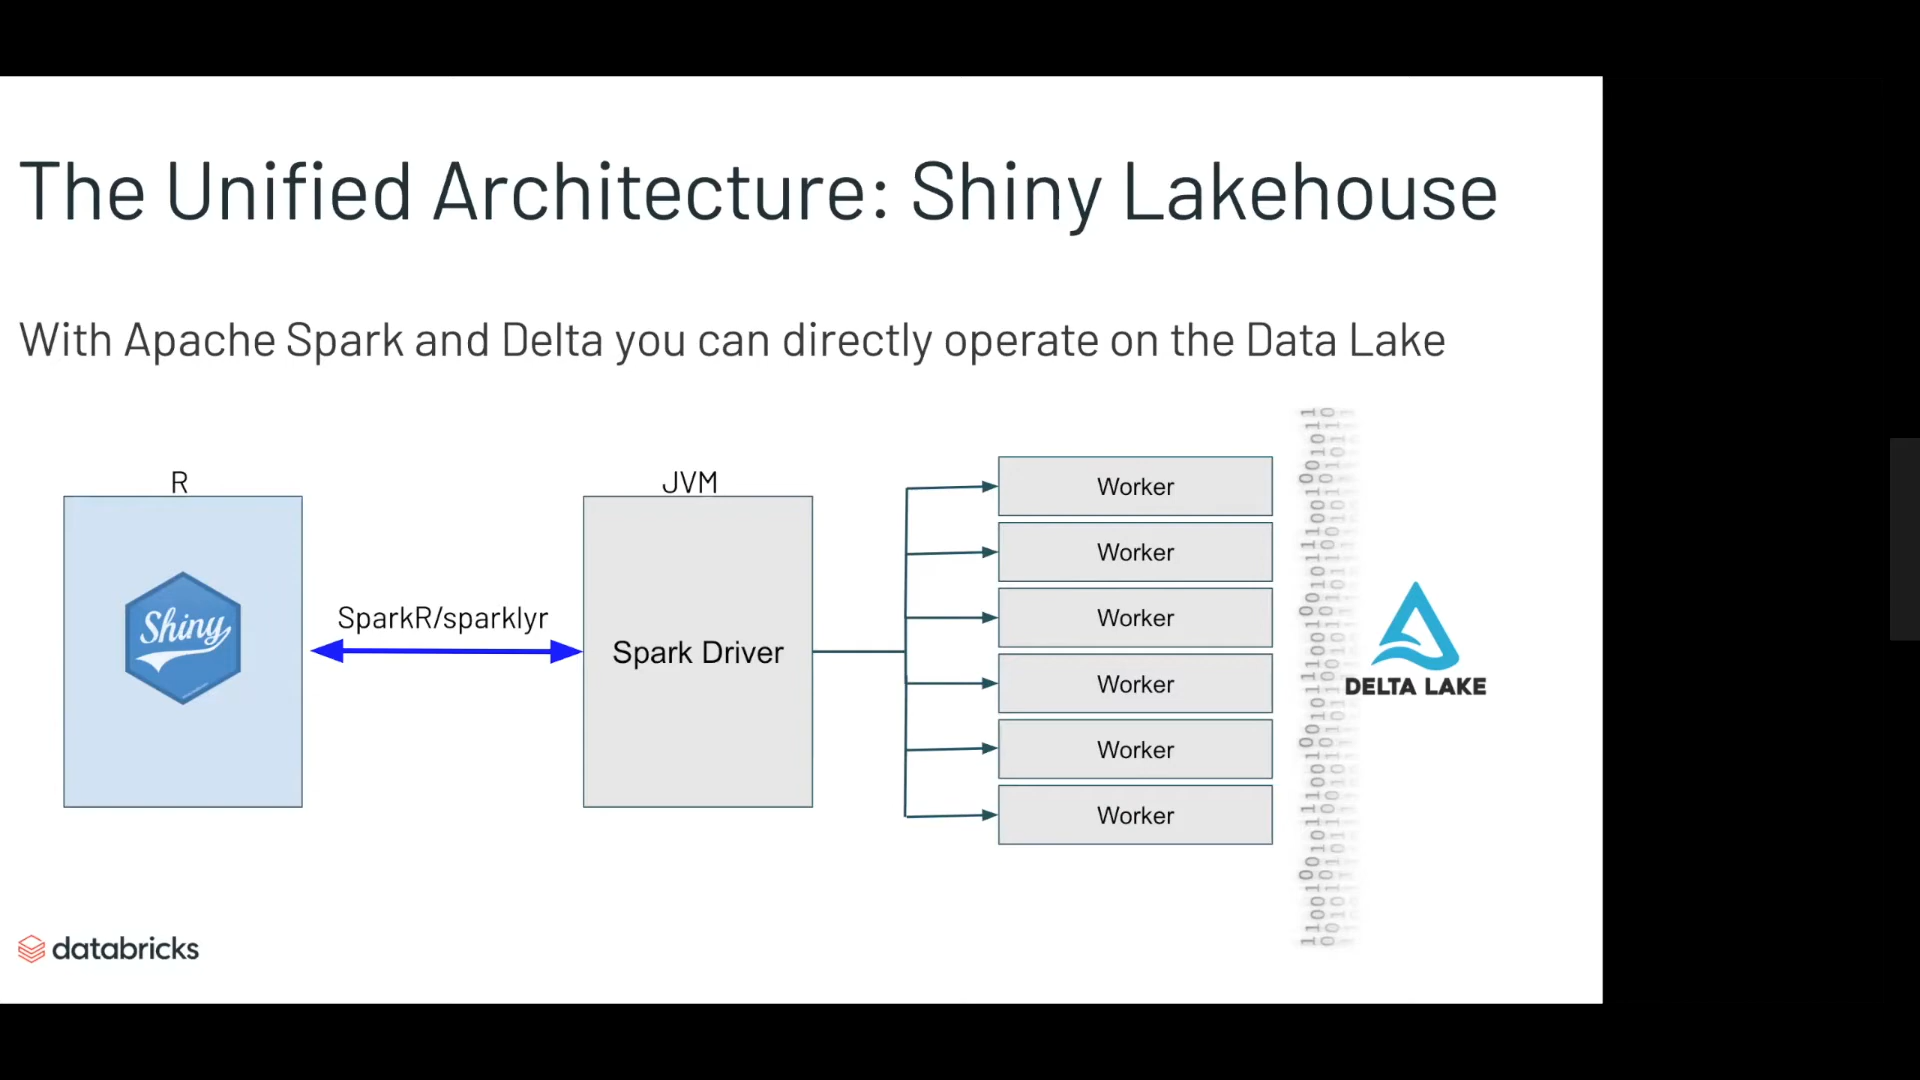 The Unified Architecture: Shiny Lakehouse
With Apache Spark and Delta you can directly operate on the Data Lake
R
JVM
Shiny
SparkR/sparklyr
Spark Driver
Worker
Worker
Worker
Worker
Worker
Worker
DELTA LAKE
databricks